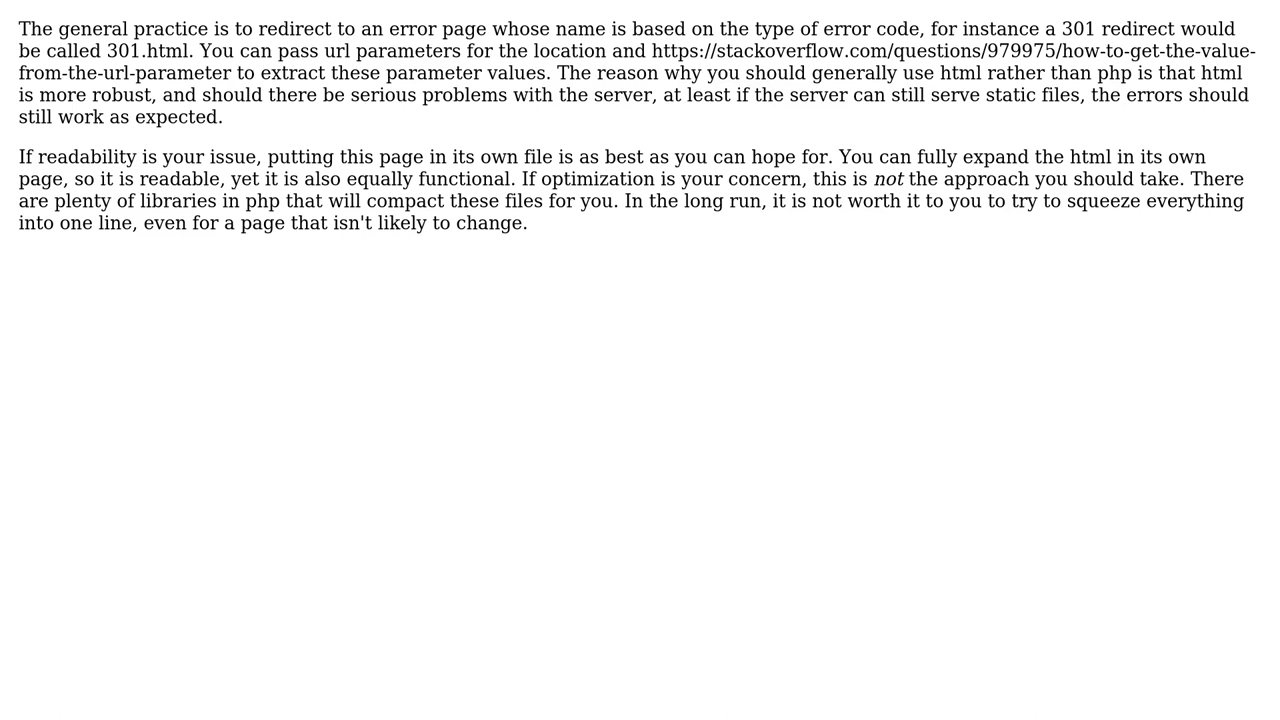 The general practice is to redirect to an error page whose name is based on the type of error code, for instance a 301 redirect would
be called 301.html. You can pass url parameters for the location and https://stackoverflow.com/questions/979975/how-to-get-the-value-
from-the-url-parameter to extract these parameter values. The reason why you should generally use html rather than php is that html
is more robust, and should there be serious problems with the server, at least if the server can still serve static files, the errors should
still work as expected.
If readability is your issue, putting this page in its own file is as best as you can hope for. You can fully expand the html in its own
page, so it is readable, yet it is also equally functional. If optimization is your concern, this is not the approach you should take. There
are plenty of libraries in php that will compact these files for you. In the long run, it is not worth it to you to try to squeeze everything
into one line, even for a page that isn't likely to change.